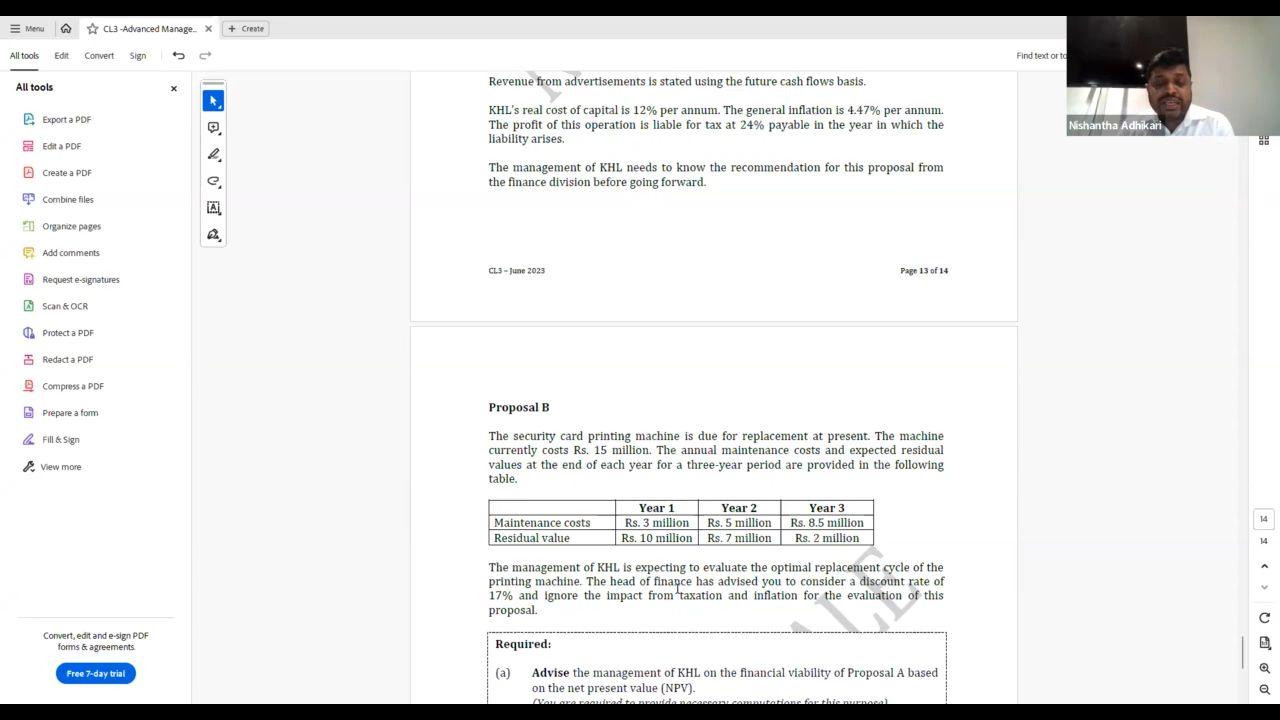 Menu
CL3 -Advanced Manage...
Create
All tools
Edit
Convert
Sign
Find text or to
All tools
Export a PDF
Edit a PDF
Create a PDF
Combine files
Organize pages
Add comments
Request e-signatures
Scan & OCR
Protect a PDF
Redact a PDF
Compress a PDF
Prepare a form
Fill & Sign
View more
Convert, edit and e-sign PDF
forms & agreements.
Free 7-day trial
Revenue from advertisements is stated using the future cash flows basis.
KHL's real cost of capital is 12% per annum. The general inflation is 4.47% per annum.
The profit of this operation is liable for tax at 24% payable in the year in which the
liability arises.
The management of KHL needs to know the recommendation for this proposal from
the finance division before going forward.
CL3 – June 2023
Page 13 of 14
Proposal B
The security card printing machine is due for replacement at present. The machine
currently costs Rs. 15 million. The annual maintenance costs and expected residual
values at the end of each year for a three-year period are provided in the following
table.
Year 1 Year 2 Year 3
Maintenance costs Rs. 3 million Rs. 5 million Rs. 8.5 million
Residual value Rs. 10 million Rs. 7 million Rs. 2 million
The management of KHL is expecting to evaluate the optimal replacement cycle of the
printing machine. The head of finance has advised you to consider a discount rate of
17% and ignore the impact from taxation and inflation for the evaluation of this
proposal.
Required:
(a) Advise the management of KHL on the financial viability of Proposal A based
on the net present value (NPV).
(You are required to provide necessary computations for this purpose)
Nishantha Adhikari
14
14